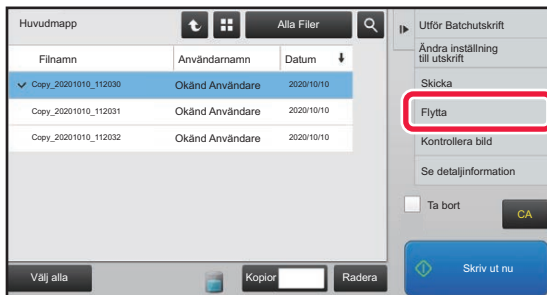 Huvudmapp
Alla Filer
Filnamn Användarnamn Datum
Copy_20201010_112030 Okänd Användare 2020/10/10
Copy_20201010_112031 Okänd Användare 2020/10/10
Copy_20201010_112032 Okänd Användare 2020/10/10
Välj alla
Kopior
Radera
Utför Batchutskrift
Ändra inställning
till utskrift
Skicka
Flytta
Kontrollera bild
Se detaljinformation
Ta bort
CA
Skriv ut nu